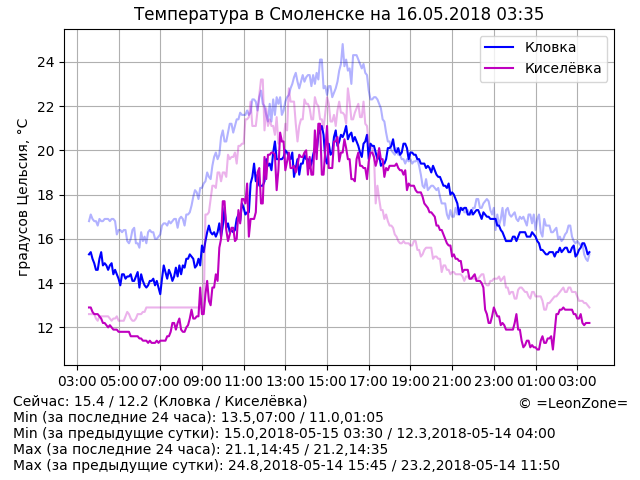 Температура в Смоленске на 16.05.2018 03:35
Кловка
Киселёвка
градусов Цельсия, °C
24
22
20
18
16
14
12
03:00 05:00 07:00 09:00 11:00 13:00 15:00 17:00 19:00 21:00 23:00 01:00 03:00
Сейчас: 15.4 / 12.2 (Кловка / Киселёвка)
© =LeonZone=
Min (за последние 24 часа): 13.5,07:00 / 11.0,01:05
Min (за предыдущие сутки): 15.0,2018-05-15 03:30 / 12.3,2018-05-14 04:00
Max (за последние 24 часа): 21.1,14:45 / 21.2,14:35
Max (за предыдущие сутки): 24.8,2018-05-14 15:45 / 23.2,2018-05-14 11:50